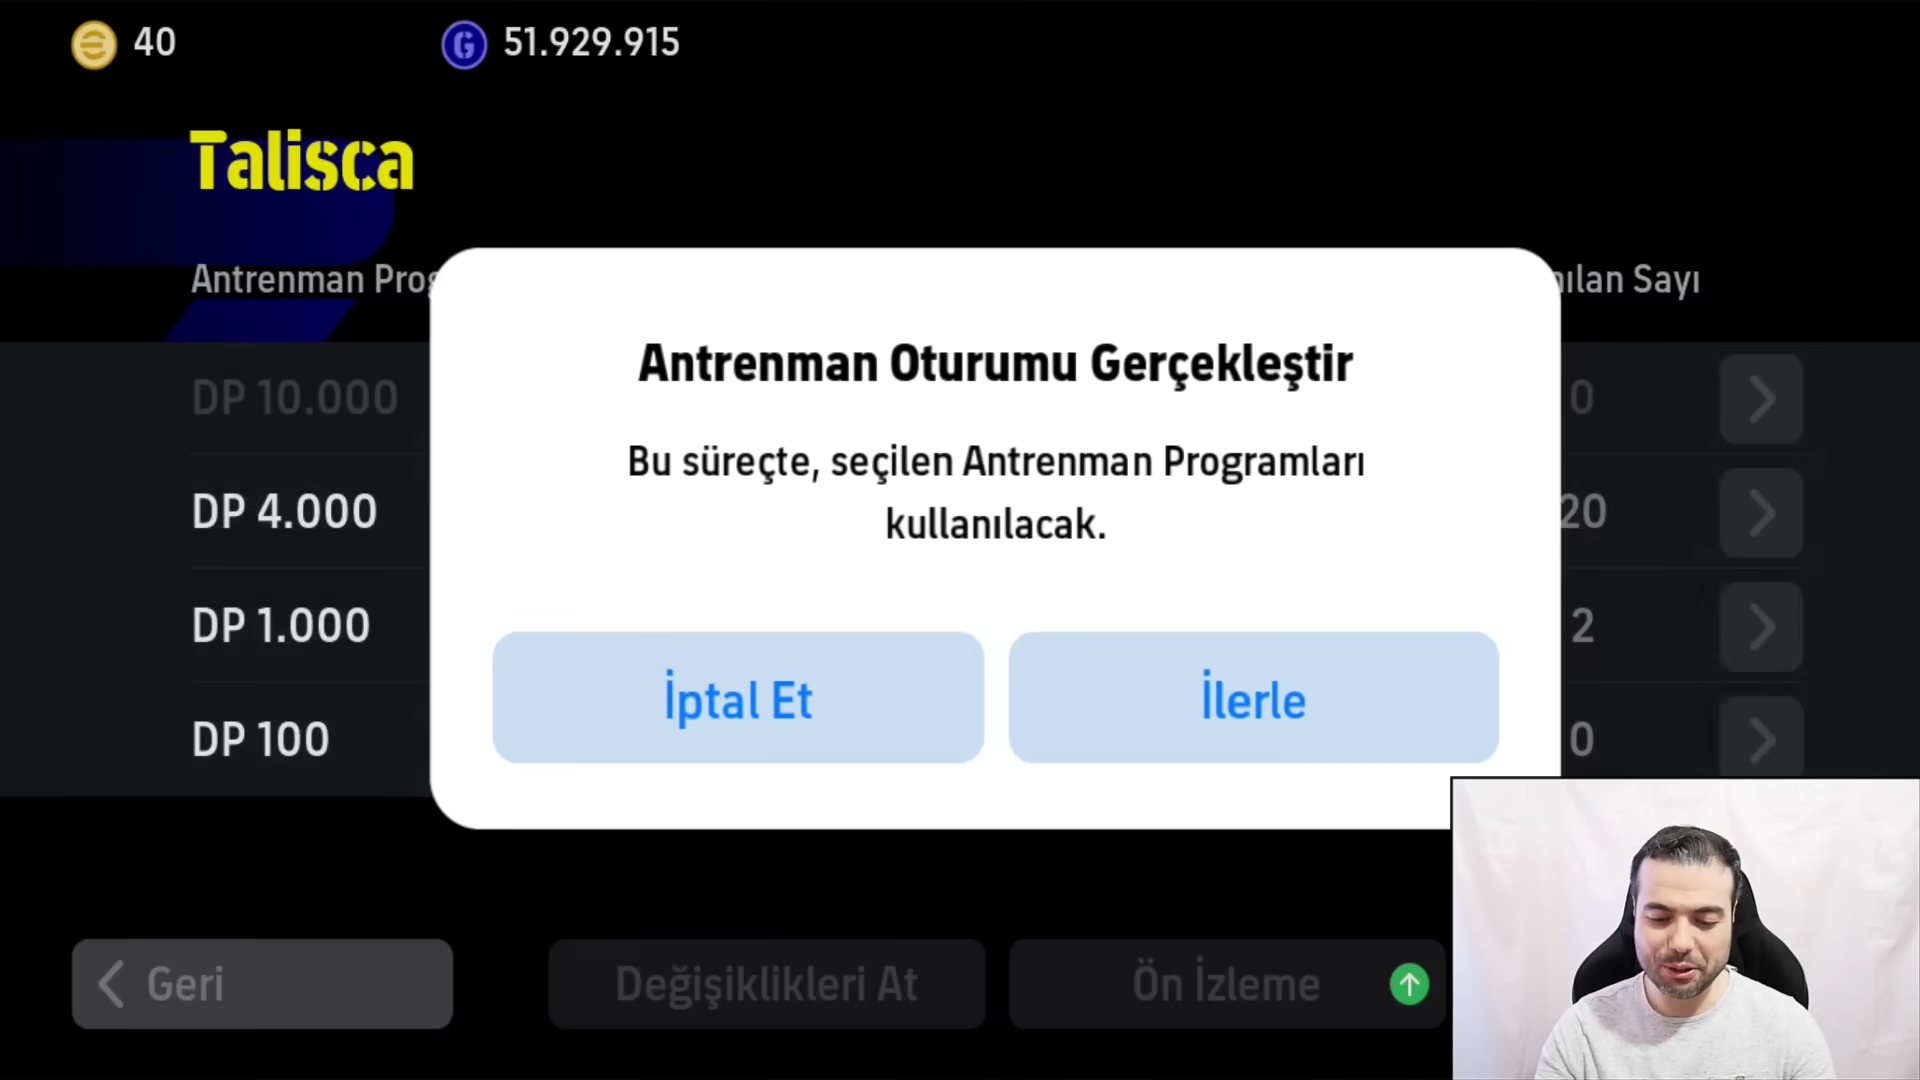 40
51.929.915
Talisca
Antrenman
Sayı
Antrenman Oturumu Gerçekleştir
Bu süreçte, seçilen Antrenman Programları
kullanılacak.
DP 10.000
0
DP 4.000
20
DP 1.000
2
DP 100
0
İptal Et
İlerle
Geri
Değişiklikleri At
Ön İzleme